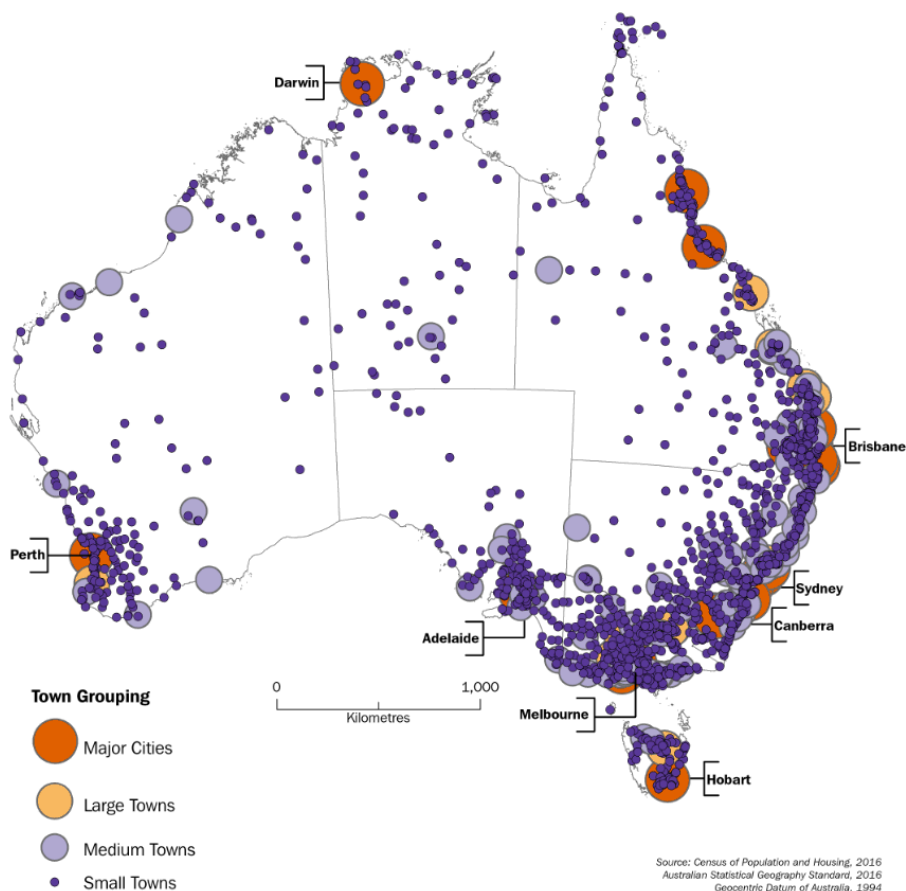 Darwin
Brisbane
Perth
Sydney
Canberra
Adelaide
Melbourne
Hobart
0 1,000
Kilometres
Town Grouping
Major Cities
Large Towns
Medium Towns
Small Towns
Source: Census of Population and Housing, 2016
Australian Statistical Geography Standard, 2016
Geocentric Datum of Australia, 1994